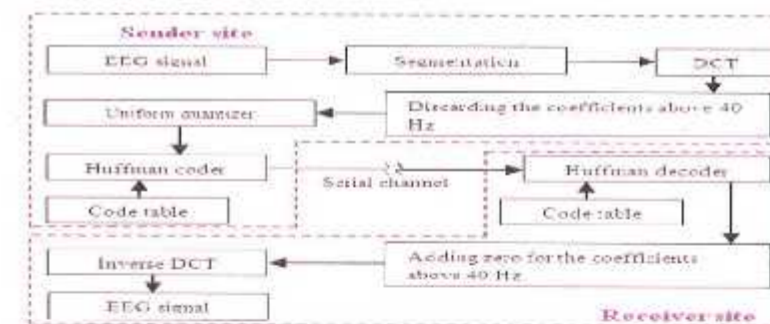 Sender site
EEG signal
Segmentation
DCT
Uniform quantizer
Discarding the coefficients above 40
Hz
Huffman coder
Serial channel
Huffman decoder
Code table
Code table
Inverse DCT
Adding zero for the coefficients
above 40 Hz
EEG signal
Receiver site